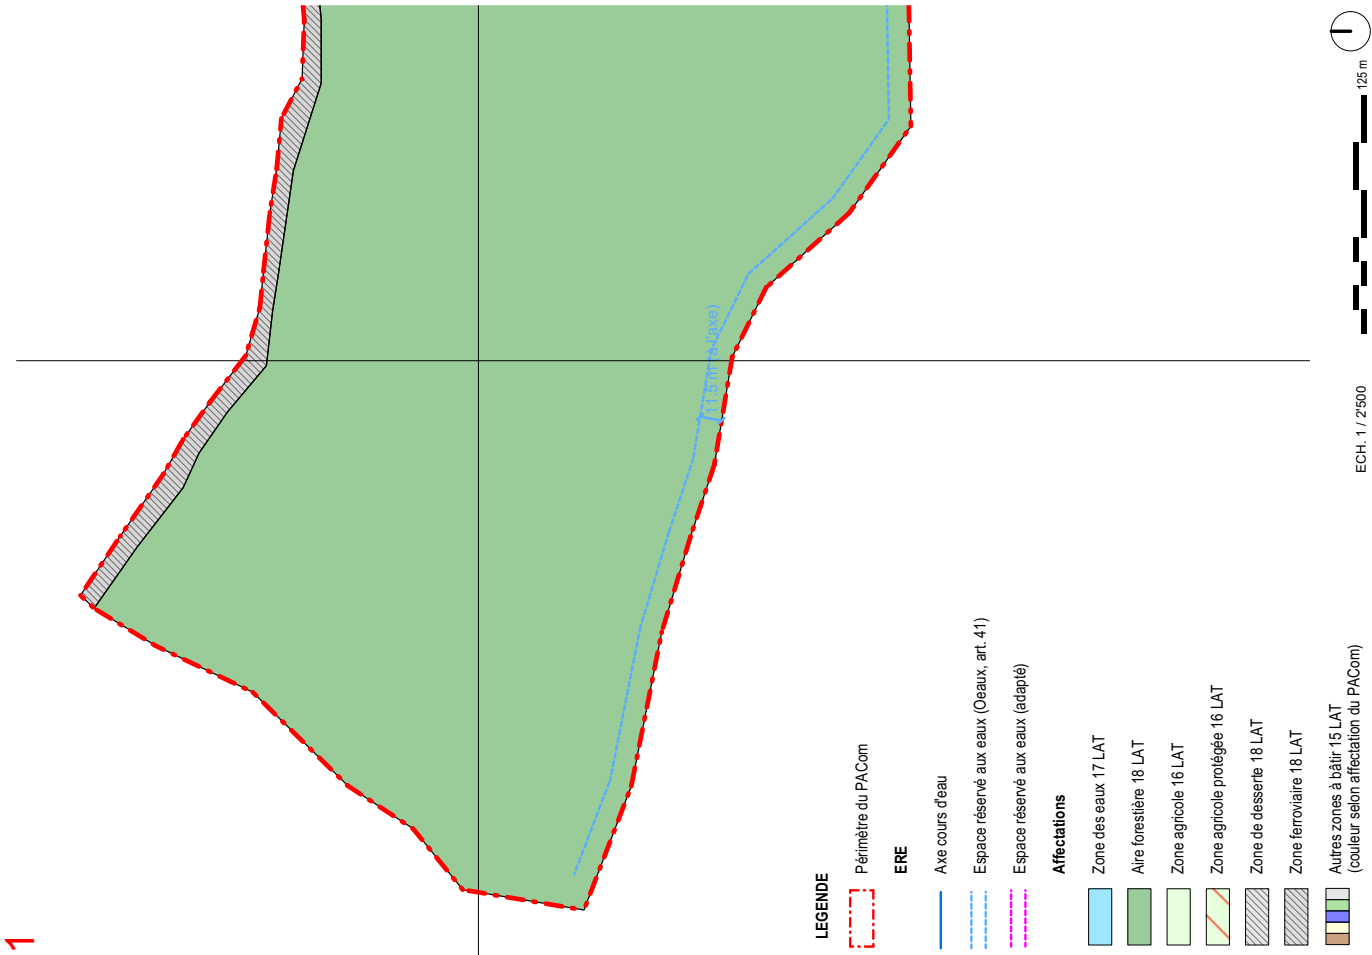 1
[11.5 m (à l'axe)
LEGENDE
Périmètre du PACom
ERE
Axe cours d'eau
Espace réservé aux eaux (Oeaux, art. 41)
Espace réservé aux eaux (adapté)
Affectations
Zone des eaux 17 LAT
Aire forestière 18 LAT
Zone agricole 16 LAT
Zone agricole protégée 16 LAT
Zone de desserte 18 LAT
Zone ferroviaire 18 LAT
Autres zones à bâtir 15 LAT
(couleur selon affectation du PACom)
ECH. 1 / 2'500
125 m